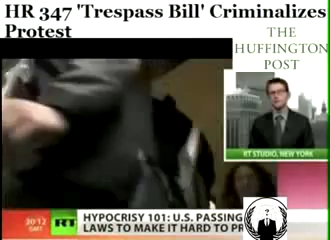 HR 347 'Trespass Bill' Criminalizes
Protest
THE
HUFFINGTON
POST
RT STUDIO, NEW YORK
20:12
GMT
RT
HYPOCRISY 101: U.S. PASSING
LAWS TO MAKE IT HARD TO PR